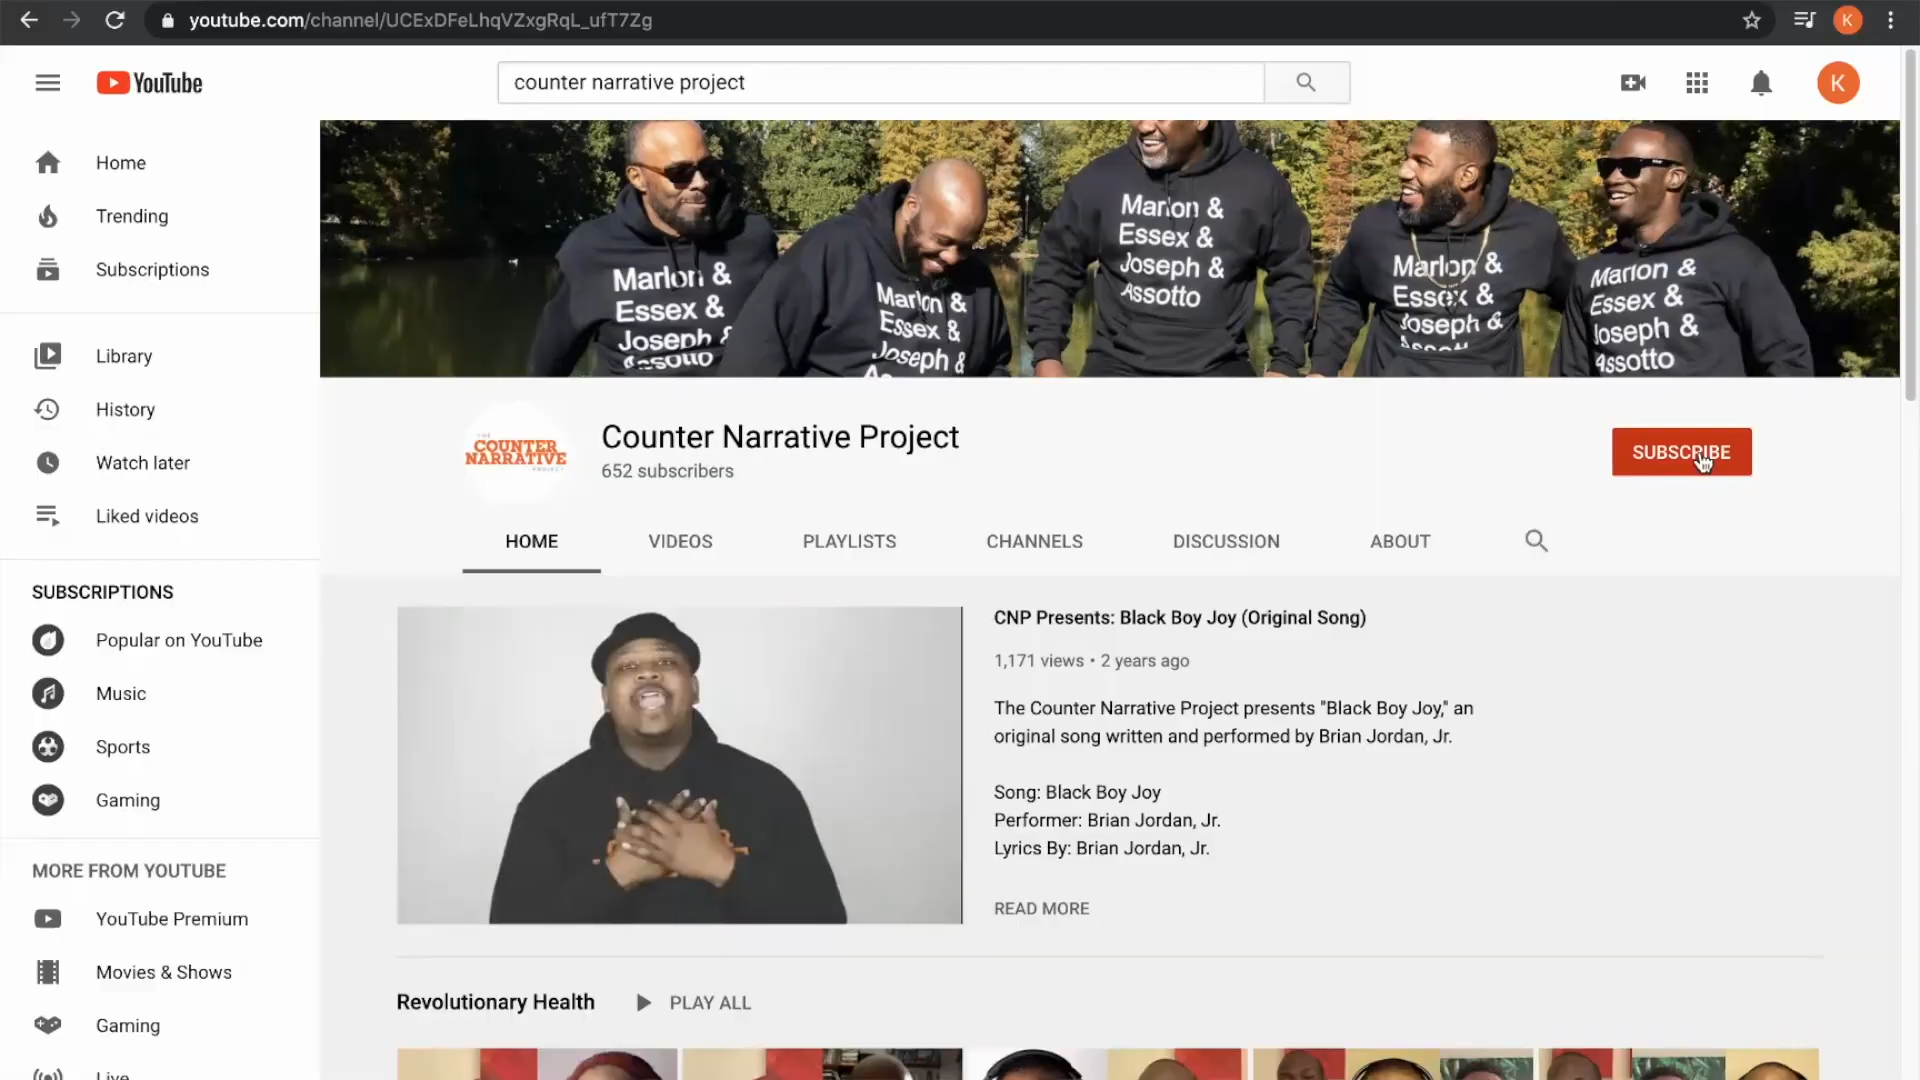 youtube.com/channel/UCExDFeLhqVZxgRqL_ufT7Zg
K
YouTube
counter narrative project
K
Home
Trending
Subscriptions
Library
History
Watch later
Liked videos
SUBSCRIPTIONS
Popular on YouTube
Music
Sports
Gaming
MORE FROM YOUTUBE
YouTube Premium
Movies & Shows
Gaming
Live
Marlon &
Essex &
Joseph &
Assotto
Marlon &
Essex &
Joseph &
Marlon &
Essex &
Joseph &
Assotto
Marlon &
Essex &
Joseph &
Marlon &
Essex &
Joseph &
Assotto
THE
COUNTER
NARRATIVE
PROJECT
Counter Narrative Project
652 subscribers
SUBSCRIBE
HOME
VIDEOS
PLAYLISTS
CHANNELS
DISCUSSION
ABOUT
CNP Presents: Black Boy Joy (Original Song)
1,171 views • 2 years ago
The Counter Narrative Project presents "Black Boy Joy," an
original song written and performed by Brian Jordan, Jr.
Song: Black Boy Joy
Performer: Brian Jordan, Jr.
Lyrics By: Brian Jordan, Jr.
READ MORE
Revolutionary Health
PLAY ALL